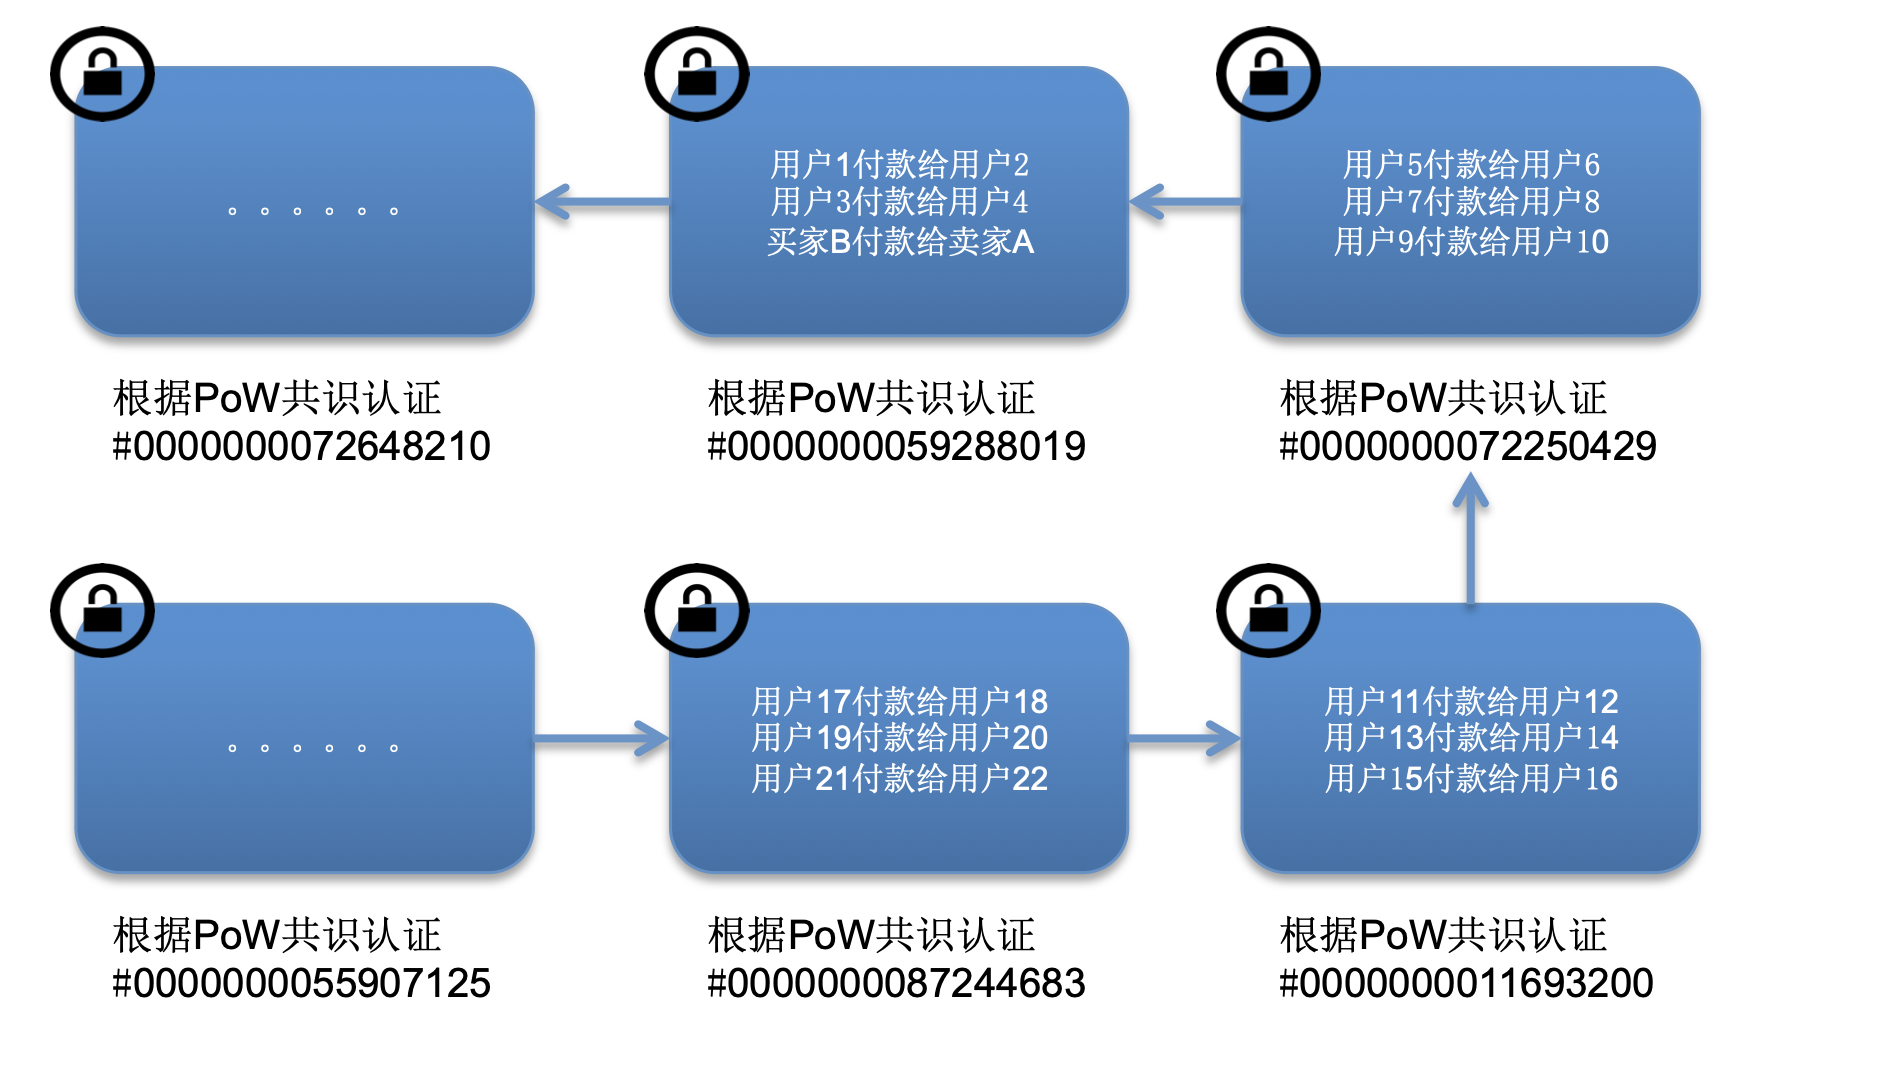 。。。。。。
用户1付款给用户2
用户3付款给用户4
买家B付款给卖家A
用户5付款给用户6
用户7付款给用户8
用户9付款给用户10
根据PoW共识认证
#0000000072648210
根据PoW共识认证
#0000000059288019
根据PoW共识认证
#0000000072250429
。。。。。。
用户17付款给用户18
用户19付款给用户20
用户21付款给用户22
用户11付款给用户12
用户13付款给用户14
用户15付款给用户16
根据PoW共识认证
#0000000055907125
根据PoW共识认证
#0000000087244683
根据PoW共识认证
#0000000011693200